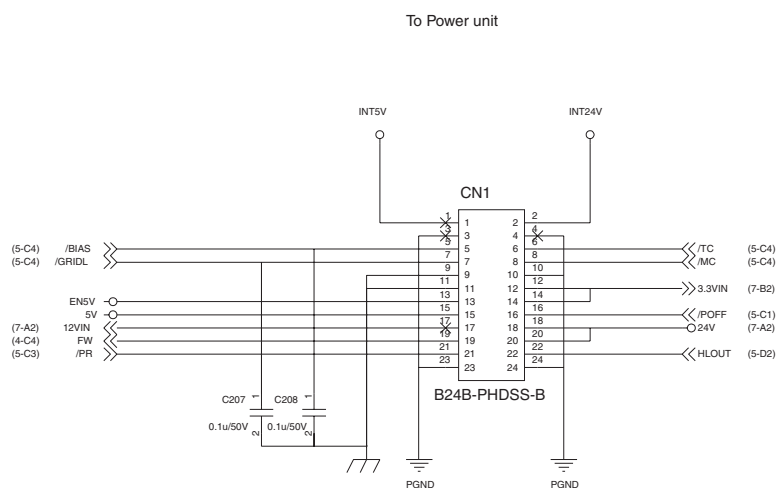 To Power unit
INT5V INT24V
CN1
1 1 2 2
3 3 4 4
(5-C4) /BIAS 5 5 6 6 /TC (5-C4)
(5-C4) /GRIDL 7 7 8 8 /MC (5-C4)
9 9 10 10
11 11 12 12 3.3VIN (7-B2)
EN5V 13 13 14 14
5V 15 15 16 16 /POFF (5-C1)
(7-A2) 12VIN 17 17 18 18 24V (7-A2)
(4-C4) FW 19 19 20 20
(5-C3) /PR 21 21 22 22 HLOUT (5-D2)
23 23 24 24
B24B-PHDSS-B
C207 1 C208 1
0.1u/50V 2 0.1u/50V 2
PGND PGND